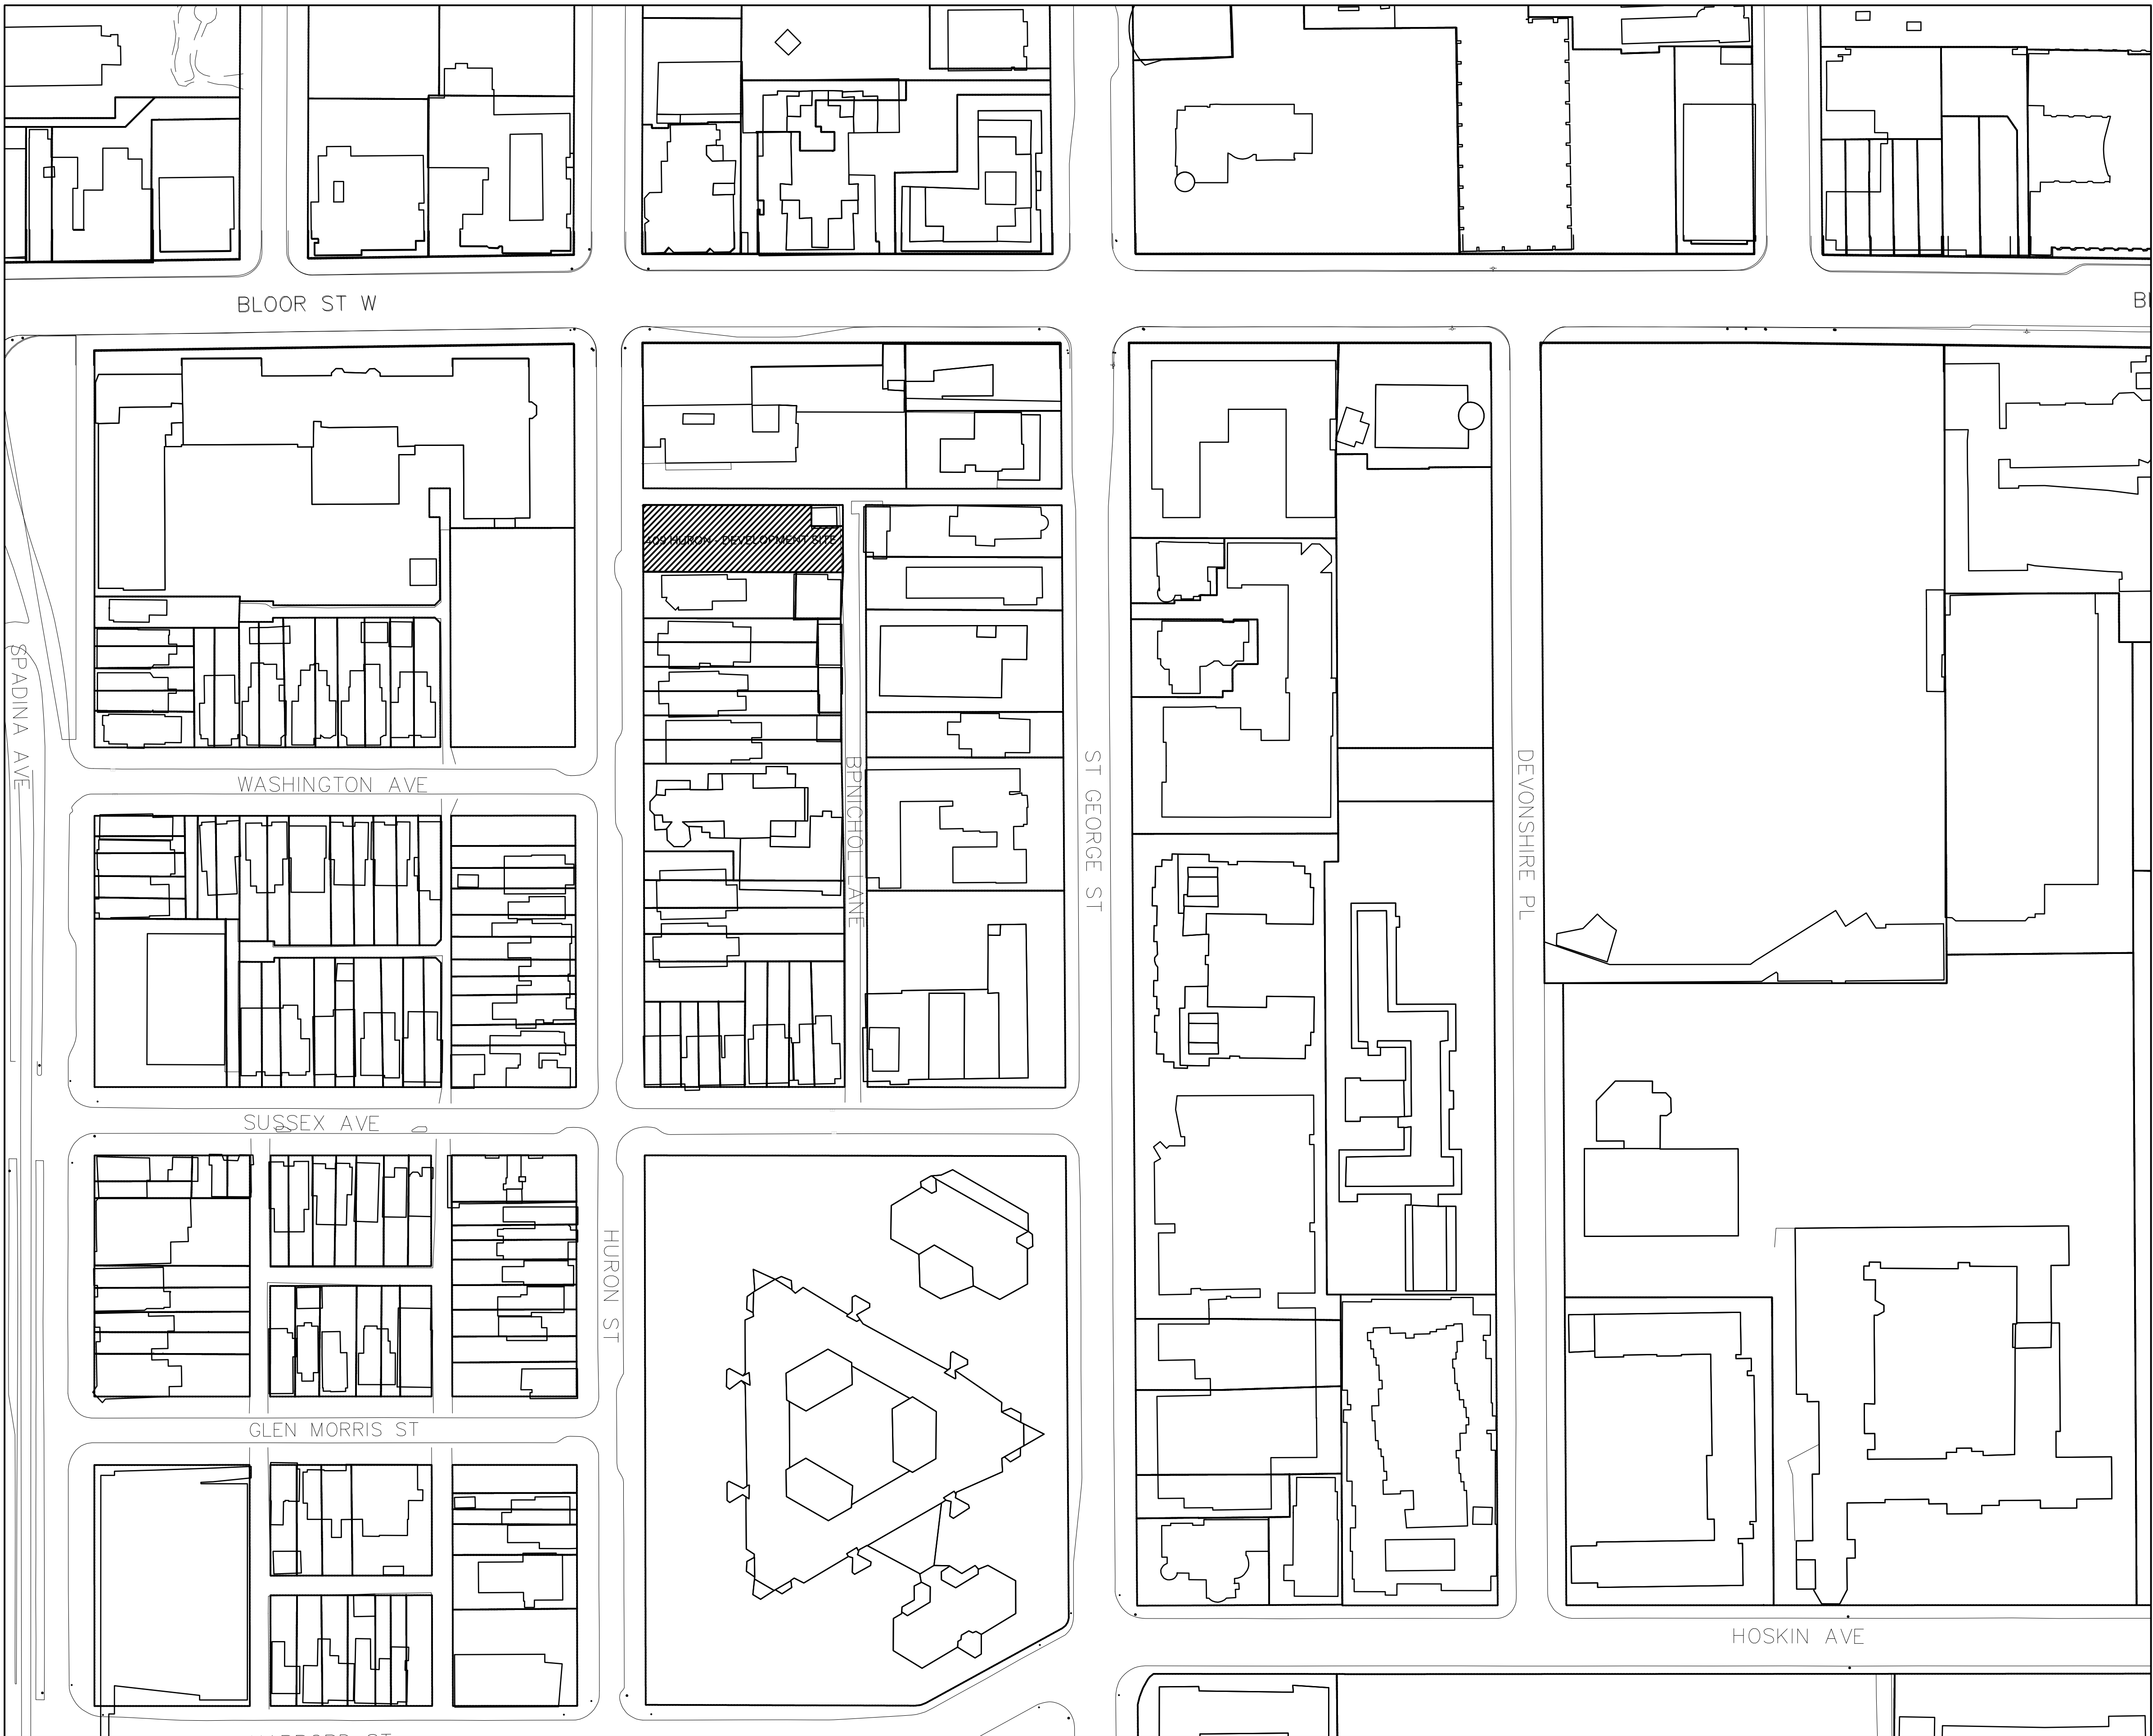 BLOOR ST W
409 HURON - DEVELOPMENT SITE
SPADINA AVE
WASHINGTON AVE
BPNICHOL LANE
ST GEORGE ST
DEVONSHIRE PL
SUSSEX AVE
HURON ST
GLEN MORRIS ST
HOSKIN AVE